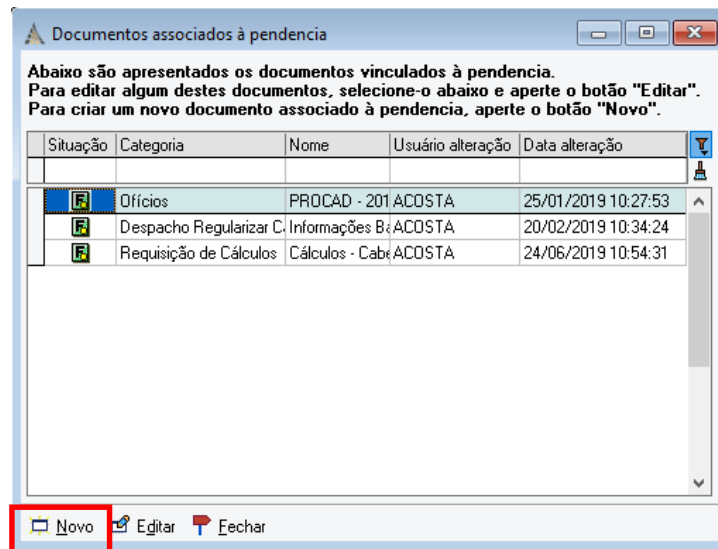 Documentos associados à pendencia
Abaixo são apresentados os documentos vinculados à pendencia.
Para editar algum destes documentos, selecione-o abaixo e aperte o botão "Editar".
Para criar um novo documento associado à pendencia, aperte o botão "Novo".
Situação Categoria Nome Usuário alteração Data alteração
F Ofícios PROCAD - 201 ACOSTA 25/01/2019 10:27:53
F Despacho Regularizar C. Informações Ba ACOSTA 20/02/2019 10:34:24
F Requisição de Cálculos Cálculos - Cabe ACOSTA 24/06/2019 10:54:31
Novo Editar Fechar